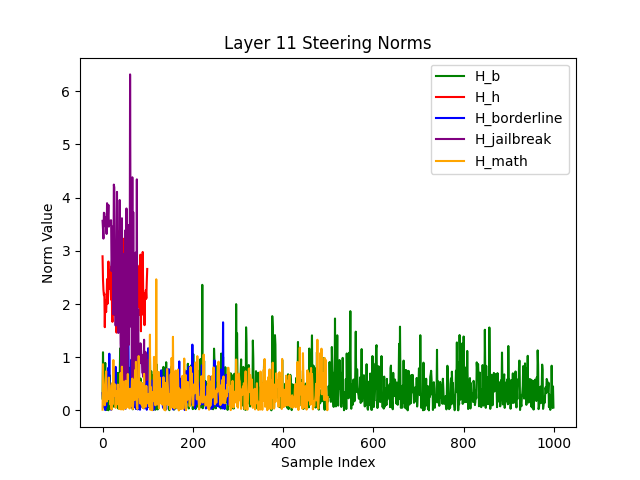 Layer 11 Steering Norms
H_b
H_h
H_borderline
H_jailbreak
H_math
Norm Value
6
5
4
3
2
1
0
0 200 400 600 800 1000
Sample Index